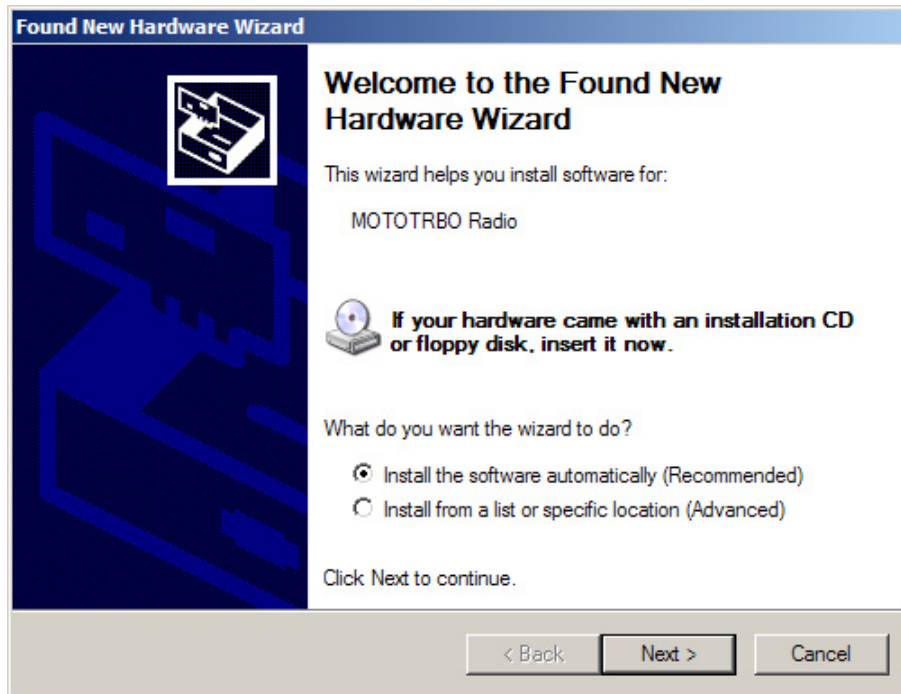 Found New Hardware Wizard
Welcome to the Found New
Hardware Wizard
This wizard helps you install software for:
MOTOTRBO Radio
If your hardware came with an installation CD
or floppy disk, insert it now.
What do you want the wizard to do?
Install the software automatically (Recommended)
Install from a list or specific location (Advanced)
Click Next to continue.
< Back Next > Cancel